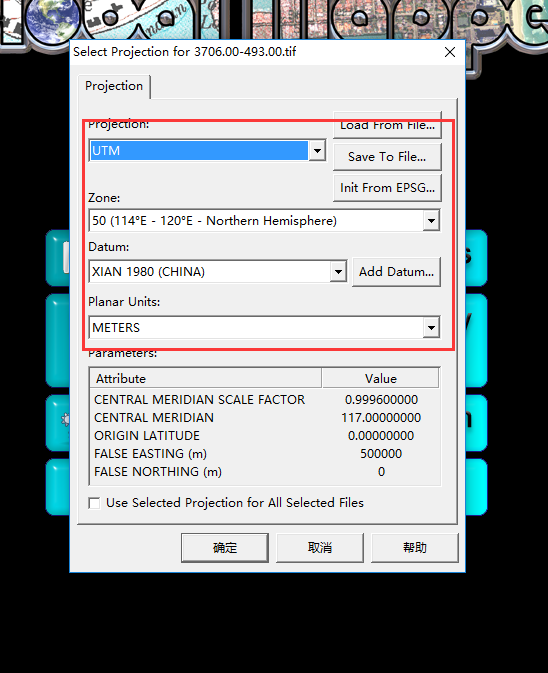 Select Projection for 3706.00-493.00.tif
Projection
Projection:
Load From File...
UTM
Save To File...
Init From EPSG...
Zone:
50 (114°E - 120°E - Northern Hemisphere)
Datum:
XIAN 1980 (CHINA)
Add Datum...
Planar Units:
METERS
Parameters:
Attribute Value
CENTRAL MERIDIAN SCALE FACTOR 0.999600000
CENTRAL MERIDIAN 117.00000000
ORIGIN LATITUDE 0.00000000
FALSE EASTING (m) 500000
FALSE NORTHING (m) 0
Use Selected Projection for All Selected Files
确定 取消 帮助